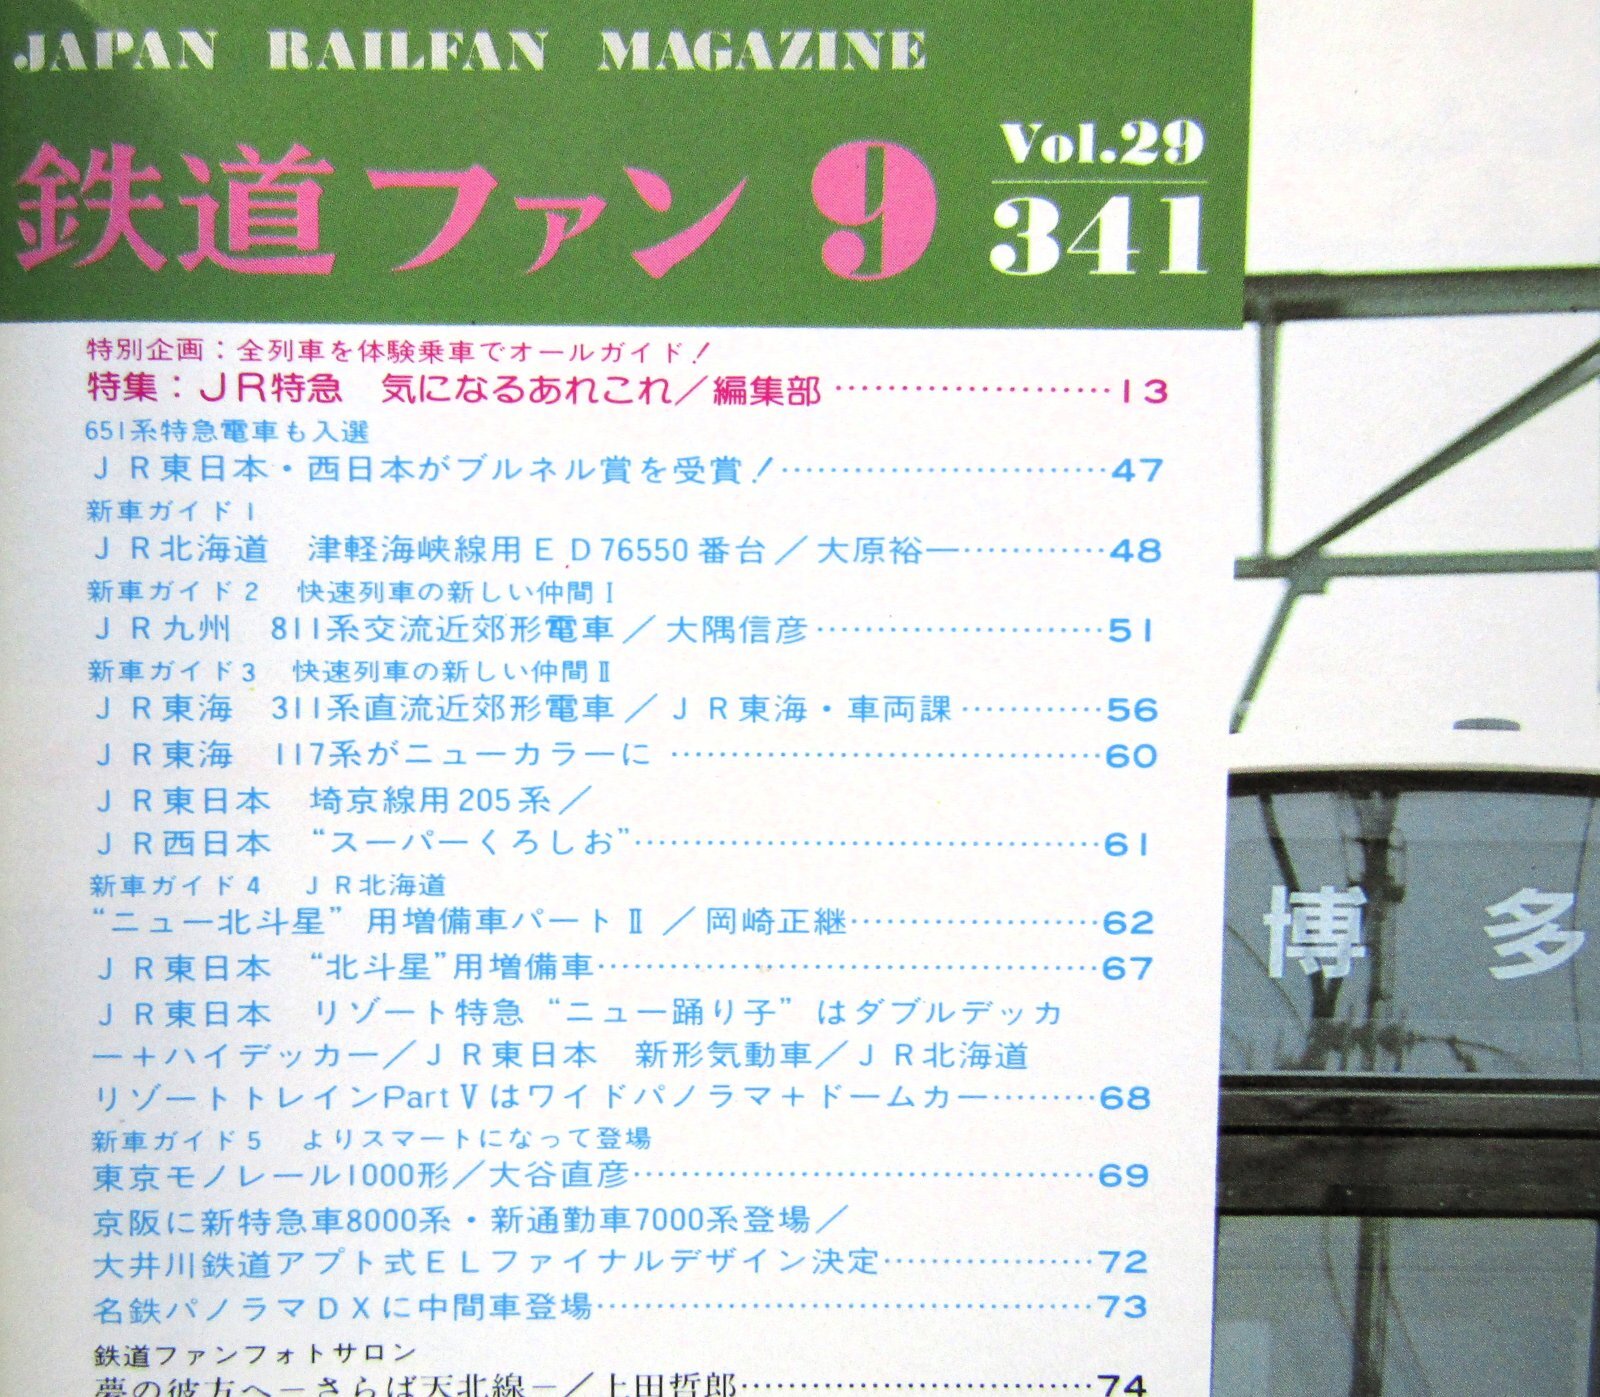 JAPAN RAILFAN MAGAZINE
鉄道ファン 9 Vol.29
341
特別企画：全列車を体験乗車でオールガイド！
特集：ＪＲ特急　気になるあれこれ／編集部…………………13
651系特急電車も入選
ＪＲ東日本・西日本がブルネル賞を受賞！…………………47
新車ガイド1
ＪＲ北海道　津軽海峡線用ＥＤ76550番台／大原裕一…………48
新車ガイド2　快速列車の新しい仲間Ⅰ
ＪＲ九州　811系交流近郊形電車／大隅信彦…………………51
新車ガイド3　快速列車の新しい仲間Ⅱ
ＪＲ東海　311系直流近郊形電車／ＪＲ東海・車両課…………56
ＪＲ東海　117系がニューカラーに…………………60
ＪＲ東日本　埼京線用205系／
ＪＲ西日本　“スーパーくろしお”…………………61
新車ガイド4　ＪＲ北海道
“ニュー北斗星”用増備車パートⅡ／岡崎正継…………………62
ＪＲ東日本　“北斗星”用増備車…………………67
ＪＲ東日本　リゾート特急“ニュー踊り子”はダブルデッカ
ー＋ハイデッカー／ＪＲ東日本　新形気動車／ＪＲ北海道
リゾートトレインPartⅤはワイドパノラマ＋ドームカー………68
新車ガイド5　よりスマートになって登場
東京モノレール1000形／大谷直彦…………………69
京阪に新特急車8000系・新通勤車7000系登場／
大井川鉄道アプト式ＥＬファイナルデザイン決定…………………72
名鉄パノラマＤＸに中間車登場…………………73
鉄道ファンフォトサロン
夢の彼方へ－さらば天北線－／上田哲郎…………………74
博多